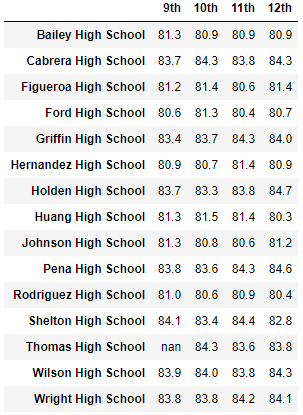 9th 10th 11th 12th
Bailey High School 81.3 80.9 80.9 80.9
Cabrera High School 83.7 84.3 83.8 84.3
Figueroa High School 81.2 81.4 80.6 81.4
Ford High School 80.6 81.3 80.4 80.7
Griffin High School 83.4 83.7 84.3 84.0
Hernandez High School 80.9 80.7 81.4 80.9
Holden High School 83.7 83.3 83.8 84.7
Huang High School 81.3 81.5 81.4 80.3
Johnson High School 81.3 80.8 80.6 81.2
Pena High School 83.8 83.6 84.3 84.6
Rodriguez High School 81.0 80.6 80.9 80.4
Shelton High School 84.1 83.4 84.4 82.8
Thomas High School nan 84.3 83.6 83.8
Wilson High School 83.9 84.0 83.8 84.3
Wright High School 83.8 83.8 84.2 84.1